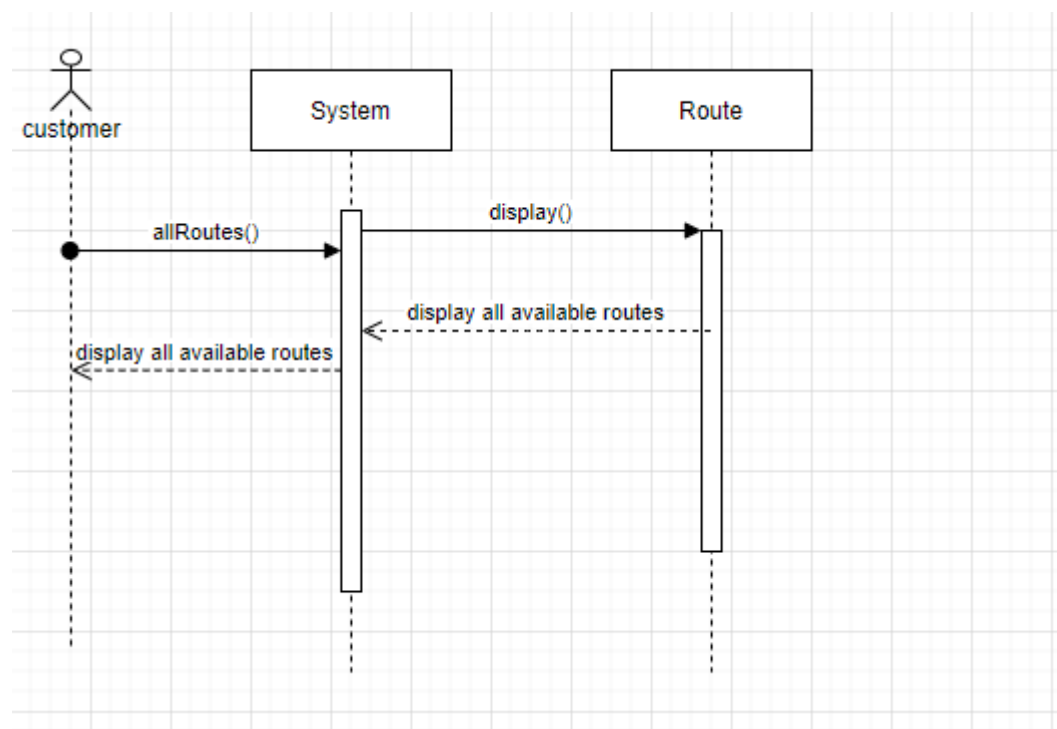 customer
System
Route
display()
allRoutes()
display all available routes
display all available routes